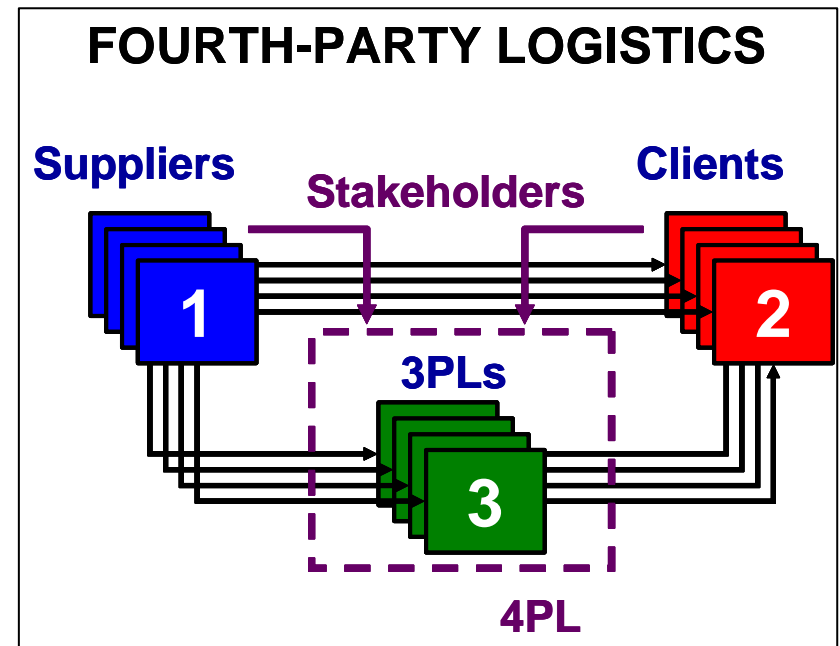 FOURTH-PARTY LOGISTICS
Suppliers
Clients
Stakeholders
1
2
3PLs
3
4PL